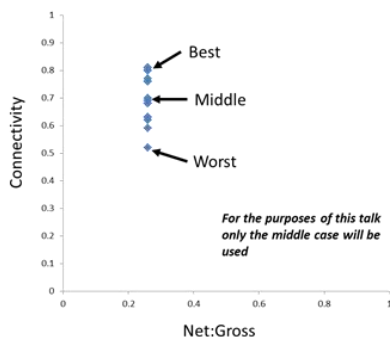 1
0.9
0.8
0.7
0.6
0.5
0.4
0.3
0.2
0.1
0
Connectivity
Best
Middle
Worst
For the purposes of this talk
only the middle case will be
used
0 0.2 0.4 0.6 0.8 1
Net:Gross